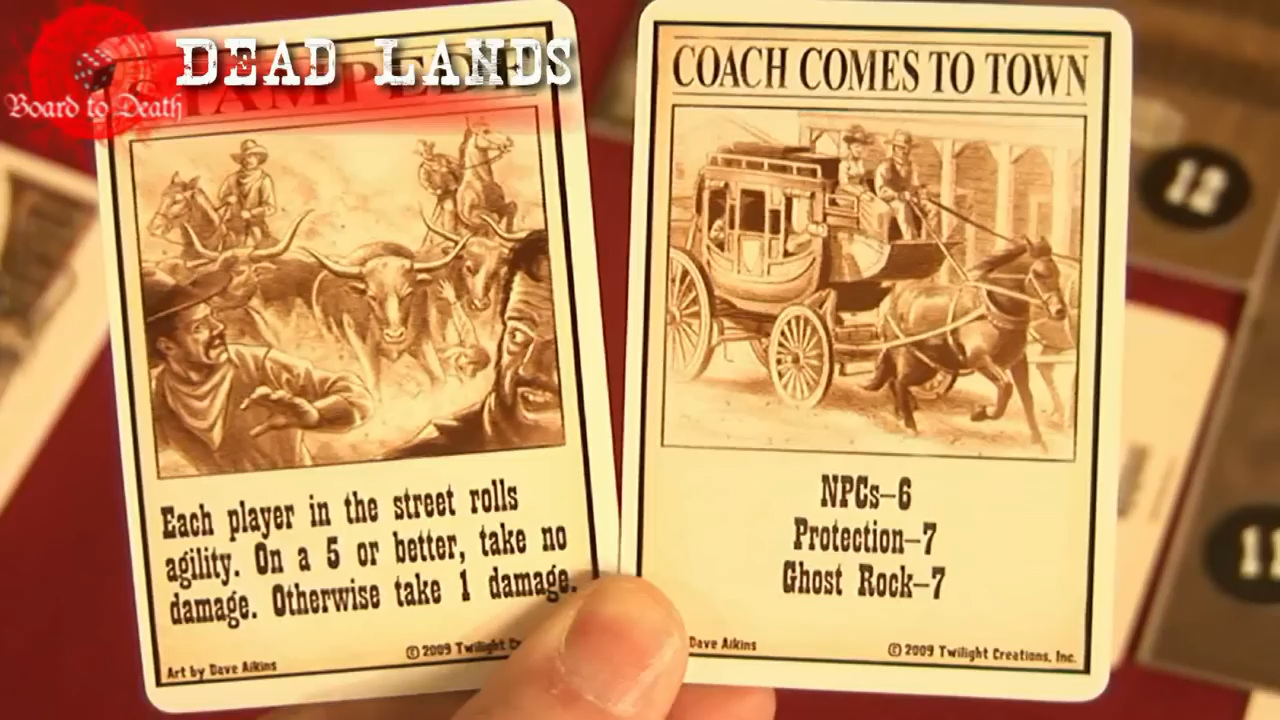 DEAD LANDS
Board to Death
STAMPEDE
Each player in the street rolls
agility. On a 5 or better, take no
damage. Otherwise take 1 damage.
Art by Dave Aikins
© 2009 Twilight
COACH COMES TO TOWN
NPCs–6
Protection–7
Ghost Rock–7
Dave Aikins
© 2009 Twilight Creations, Inc.
12
11